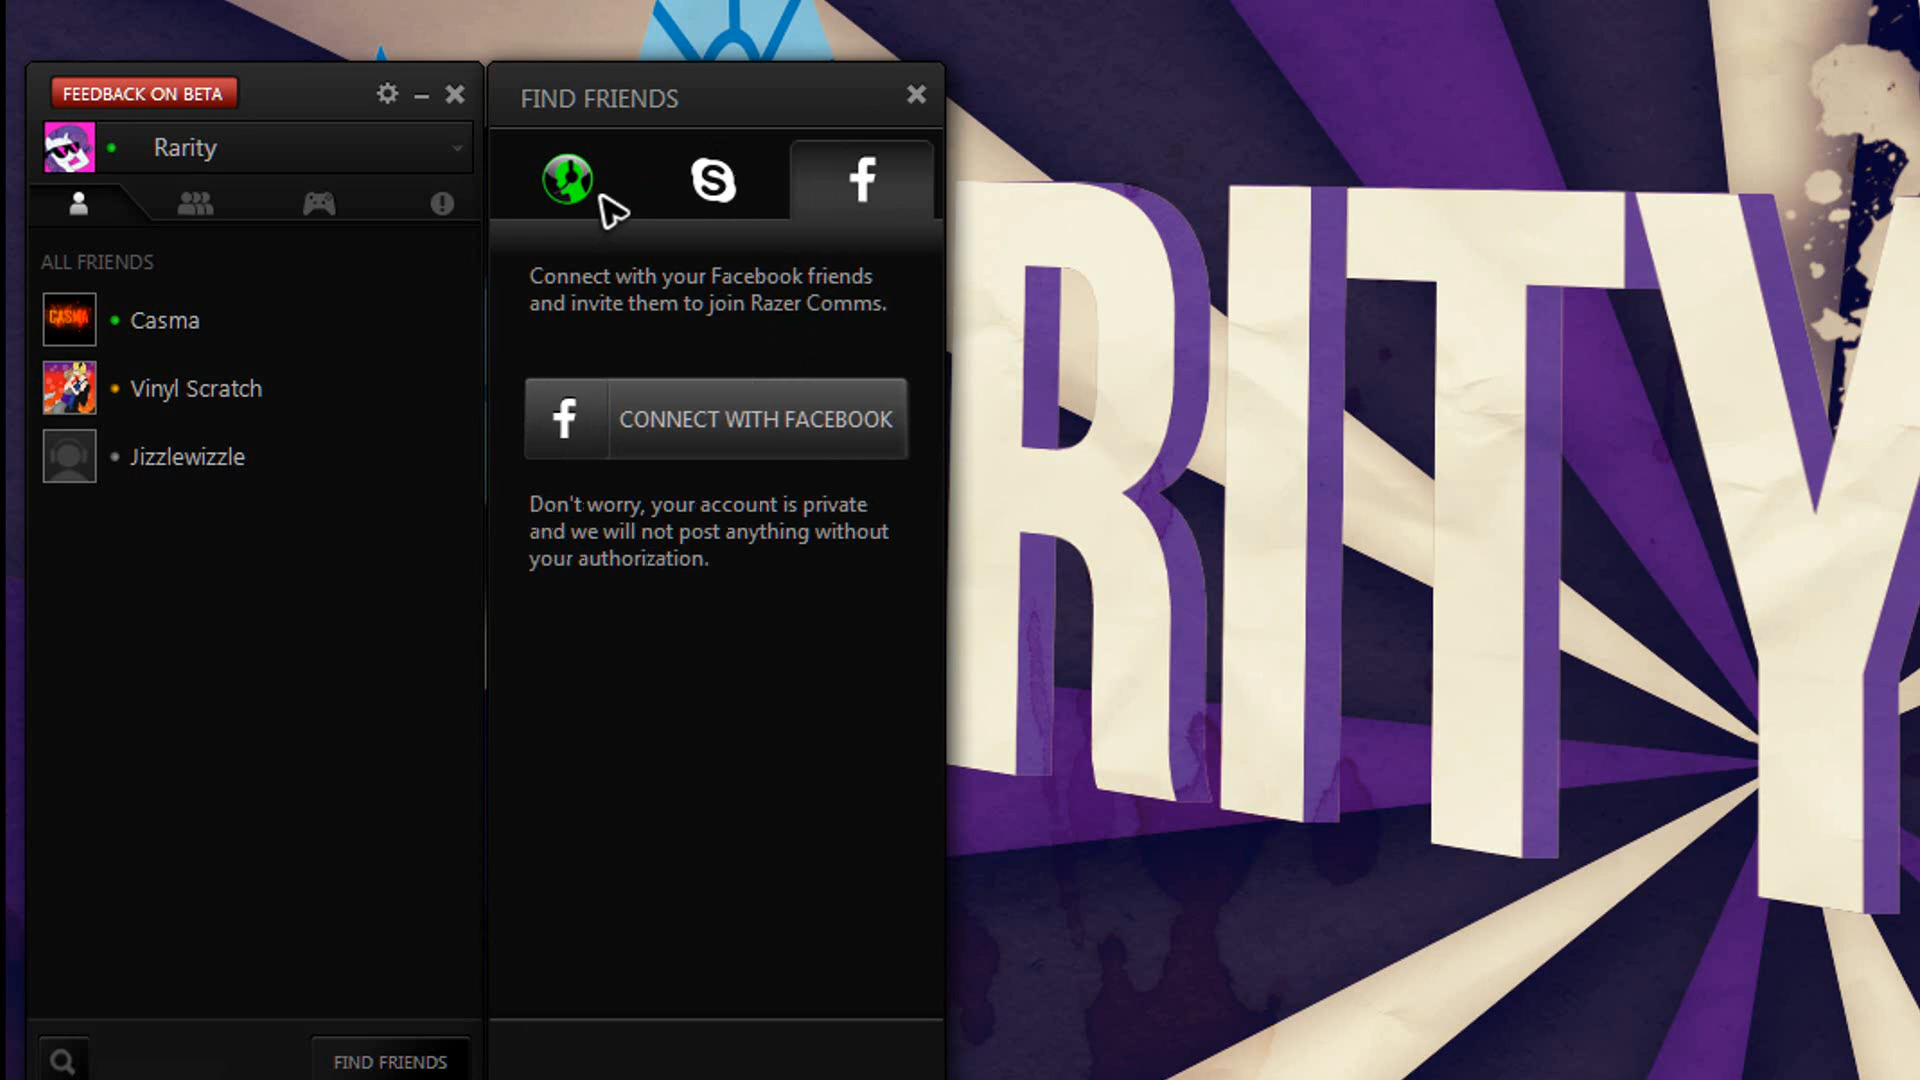 FEEDBACK ON BETA
Rarity
ALL FRIENDS
CASMA
Casma
Vinyl Scratch
Jizzlewizzle
FIND FRIENDS
FIND FRIENDS
Connect with your Facebook friends
and invite them to join Razer Comms.
f CONNECT WITH FACEBOOK
Don't worry, your account is private
and we will not post anything without
your authorization.
RITY